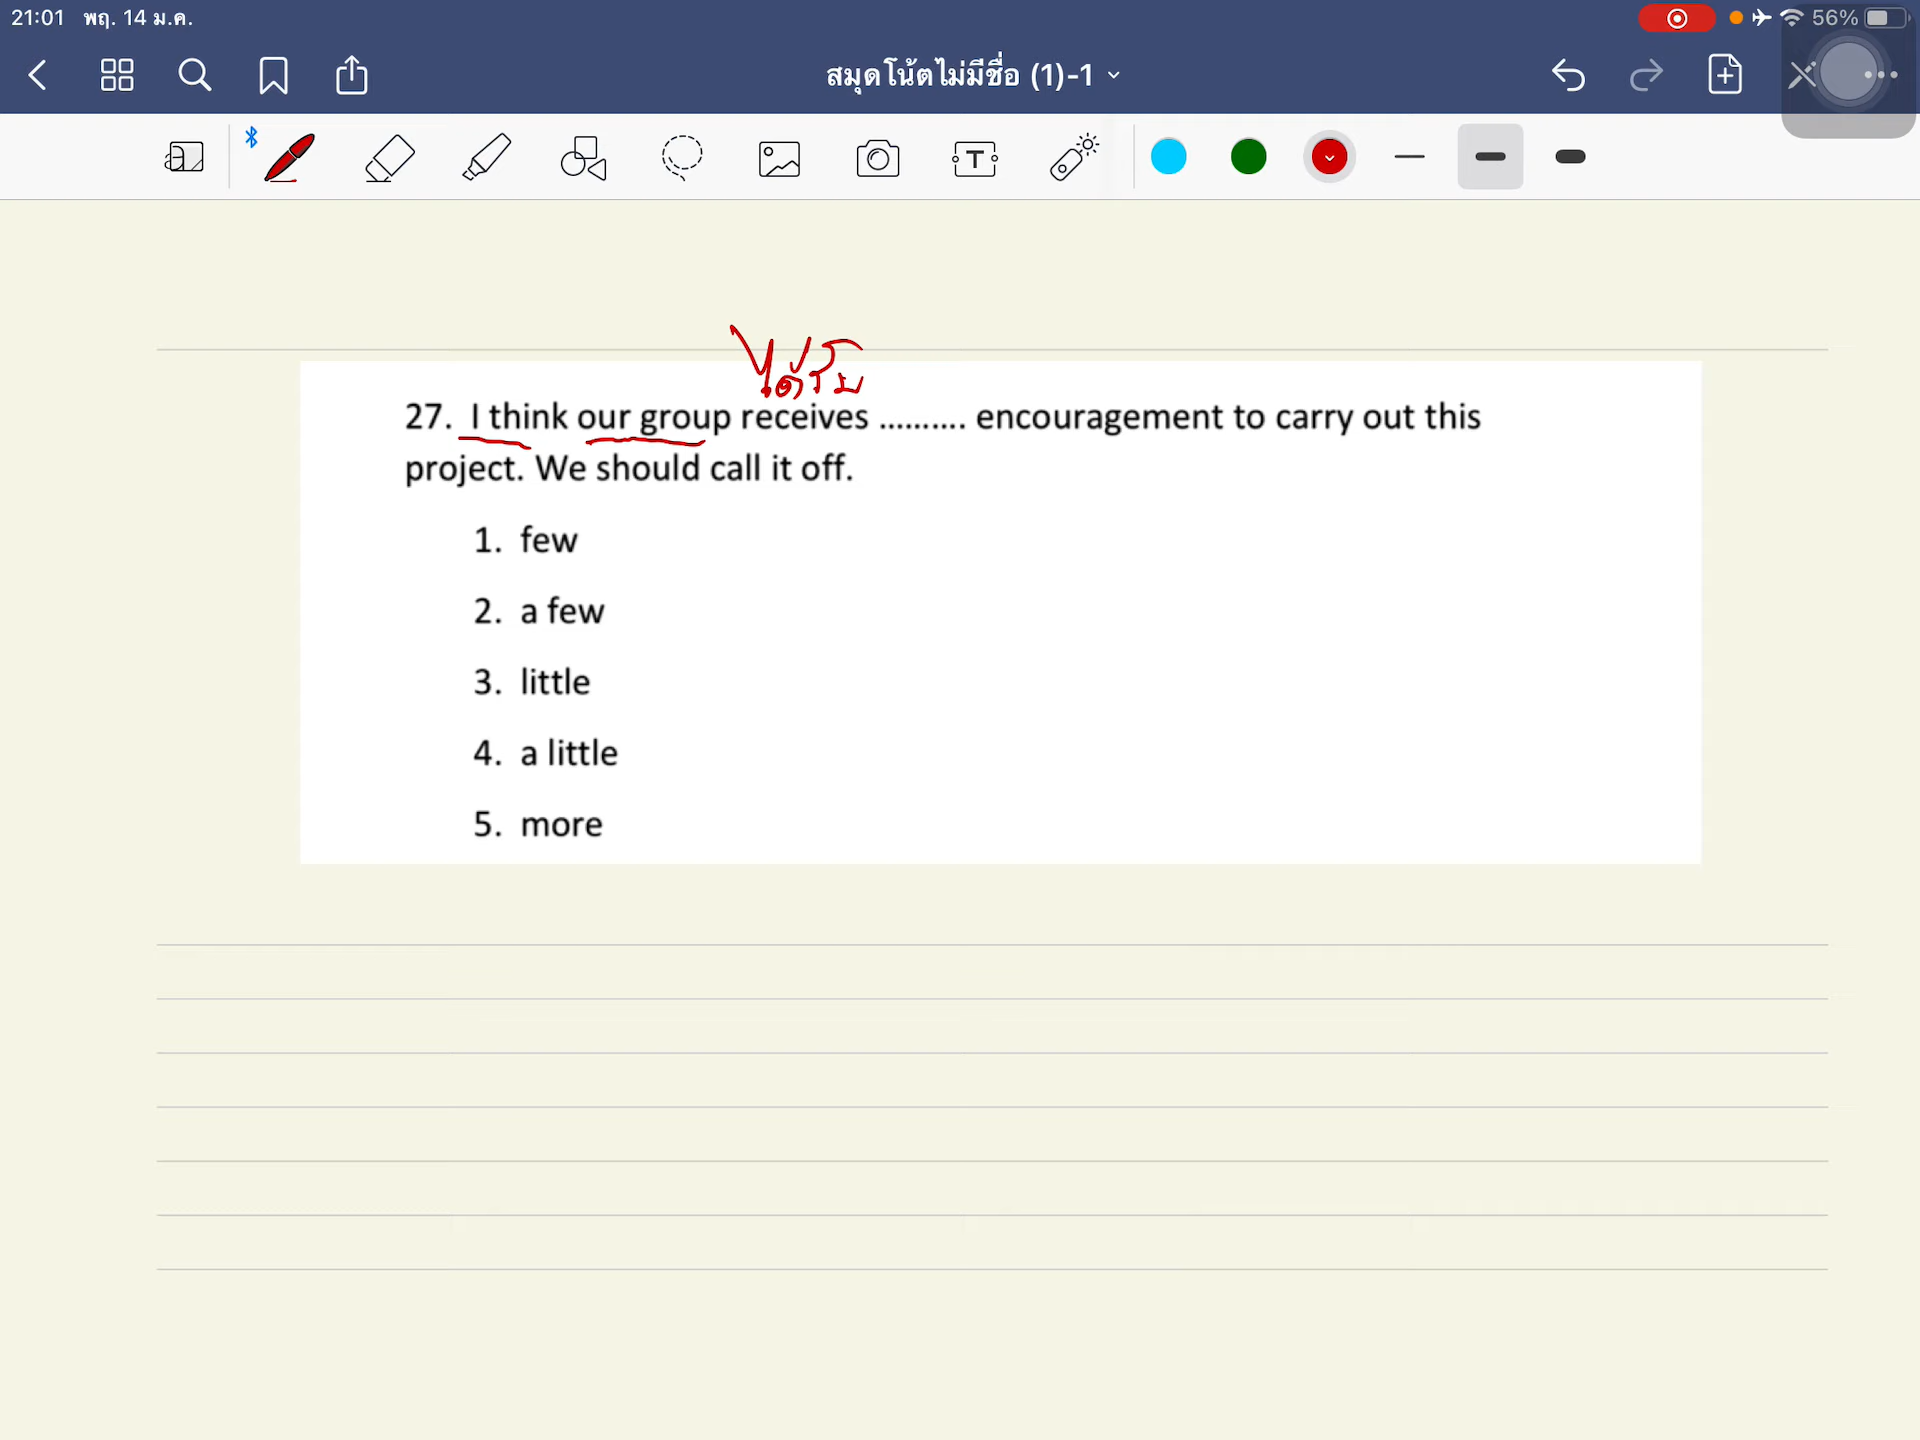 21:01 พฤ. 14 ม.ค.
56%
สมุดโน้ตไม่มีชื่อ (1)-1
ได้รับ
27. I think our group receives .......... encouragement to carry out this
project. We should call it off.
1. few
2. a few
3. little
4. a little
5. more